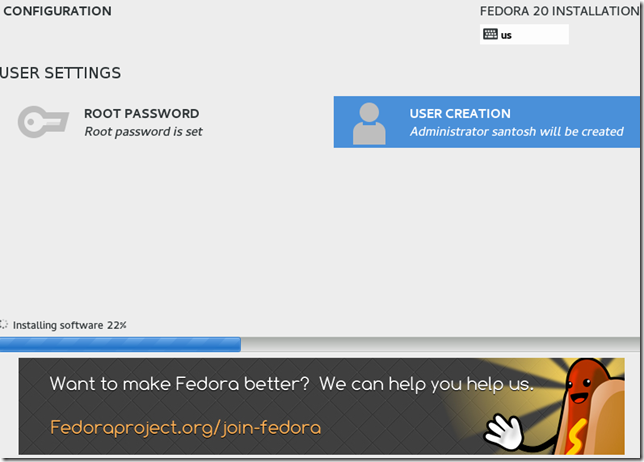 CONFIGURATION
FEDORA 20 INSTALLATION
us
USER SETTINGS
ROOT PASSWORD
Root password is set
USER CREATION
Administrator santosh will be created
Installing software 22%
Want to make Fedora better? We can help you help us.
Fedoraproject.org/join-fedora